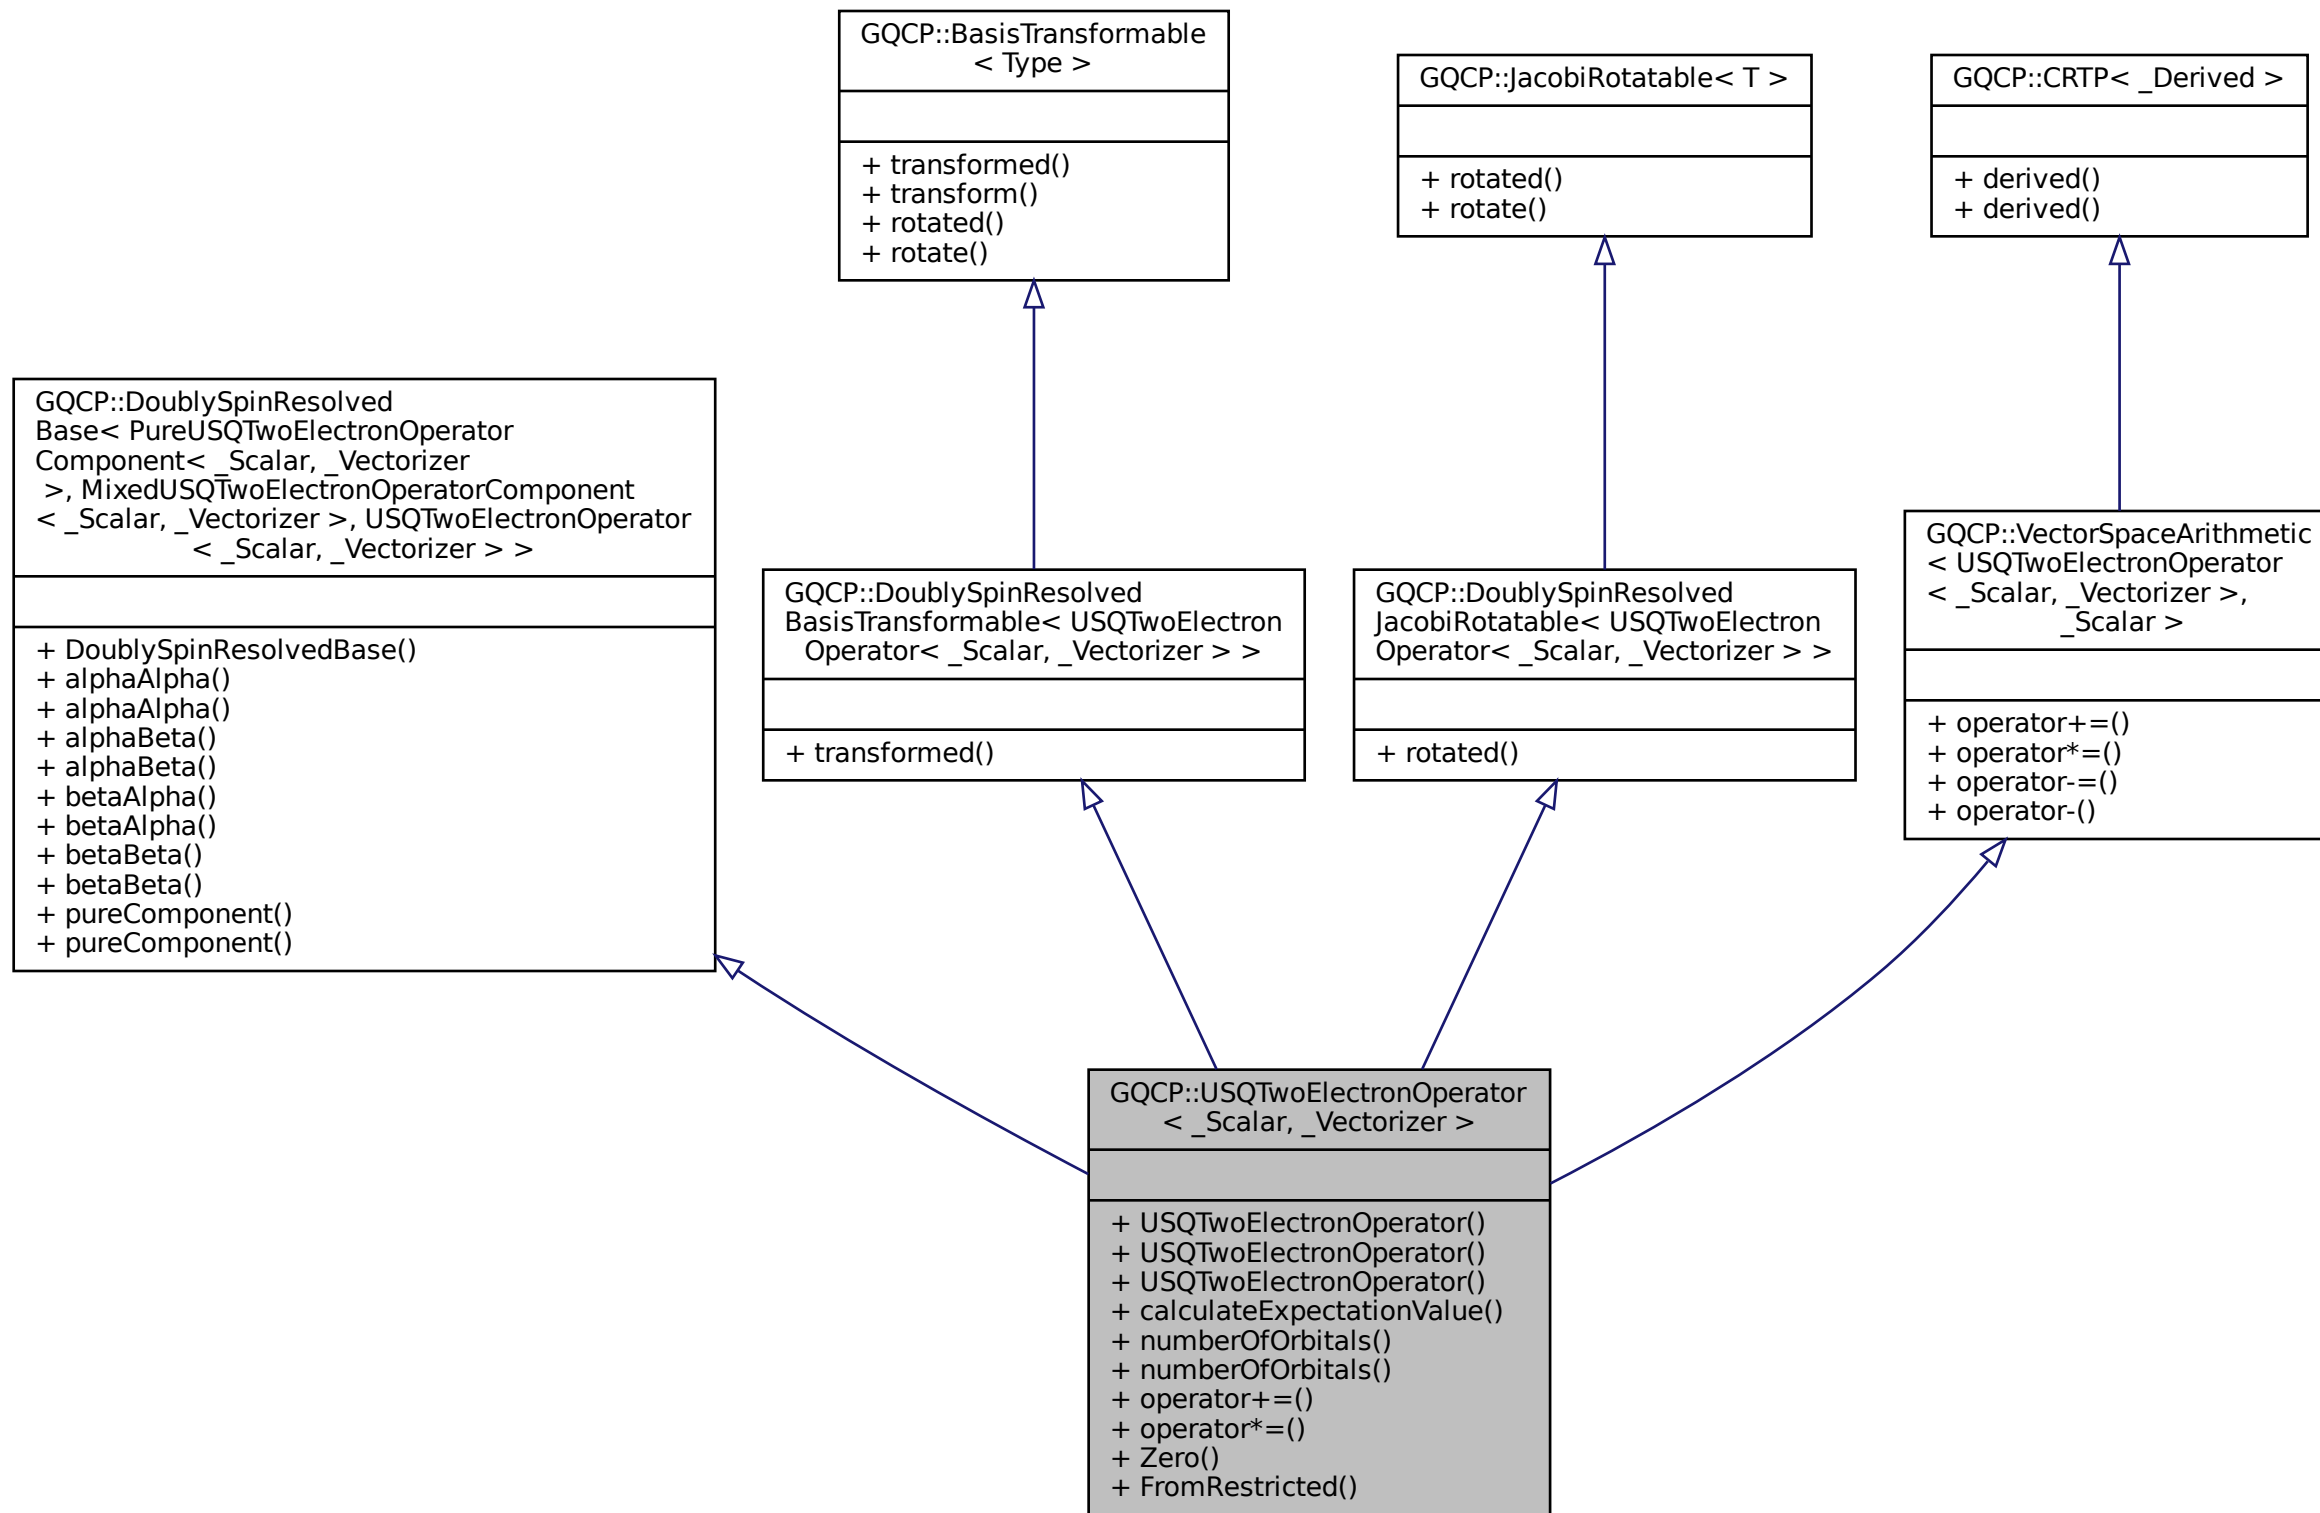 GQCP::BasisTransformable
< Type >
+ transformed()
+ transform()
+ rotated()
+ rotate()
GQCP::JacobiRotatable< T >
+ rotated()
+ rotate()
GQCP::CRTP< _Derived >
+ derived()
+ derived()
GQCP::DoublySpinResolved
Base< PureUSQTwoElectronOperator
Component< _Scalar, _Vectorizer
>, MixedUSQTwoElectronOperatorComponent
< _Scalar, _Vectorizer >, USQTwoElectronOperator
< _Scalar, _Vectorizer > >
+ DoublySpinResolvedBase()
+ alphaAlpha()
+ alphaAlpha()
+ alphaBeta()
+ alphaBeta()
+ betaAlpha()
+ betaAlpha()
+ betaBeta()
+ betaBeta()
+ pureComponent()
+ pureComponent()
GQCP::DoublySpinResolved
BasisTransformable< USQTwoElectron
Operator< _Scalar, _Vectorizer > >
+ transformed()
GQCP::DoublySpinResolved
JacobiRotatable< USQTwoElectron
Operator< _Scalar, _Vectorizer > >
+ rotated()
GQCP::VectorSpaceArithmetic
< USQTwoElectronOperator
< _Scalar, _Vectorizer >,
_Scalar >
+ operator+=()
+ operator*=()
+ operator-=()
+ operator-()
GQCP::USQTwoElectronOperator
< _Scalar, _Vectorizer >
+ USQTwoElectronOperator()
+ USQTwoElectronOperator()
+ USQTwoElectronOperator()
+ calculateExpectationValue()
+ numberOfOrbitals()
+ numberOfOrbitals()
+ operator+=()
+ operator*=()
+ Zero()
+ FromRestricted()